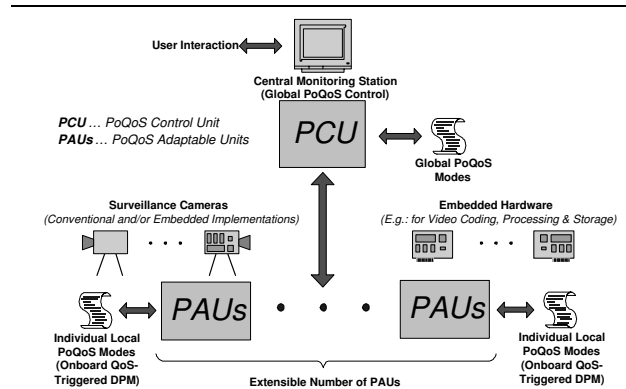 User Interaction
Central Monitoring Station
(Global PoQoS Control)
PCU … PoQoS Control Unit
PAUs … PoQoS Adaptable Units
PCU
Global PoQoS
Modes
Surveillance Cameras
(Conventional and/or Embedded Implementations)
Embedded Hardware
(E.g.: for Video Coding, Processing & Storage)
PAUs
PAUs
Individual Local
PoQoS Modes
(Onboard QoS-
Triggered DPM)
Individual Local
PoQoS Modes
(Onboard QoS-
Triggered DPM)
Extensible Number of PAUs